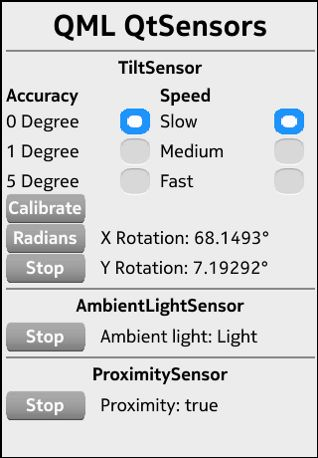 QML QtSensors
TiltSensor
Accuracy Speed
0 Degree Slow
1 Degree Medium
5 Degree Fast
Calibrate
Radians X Rotation: 68.1493°
Stop Y Rotation: 7.19292°
AmbientLightSensor
Stop Ambient light: Light
ProximitySensor
Stop Proximity: true